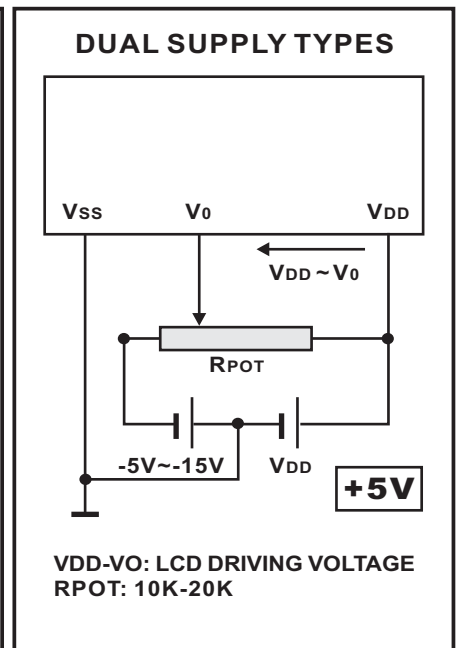 DUAL SUPPLY TYPES
VSS V0 VDD
VDD ~ V0
RPOT
-5V~-15V VDD
+5V
VDD-VO: LCD DRIVING VOLTAGE
RPOT: 10K-20K